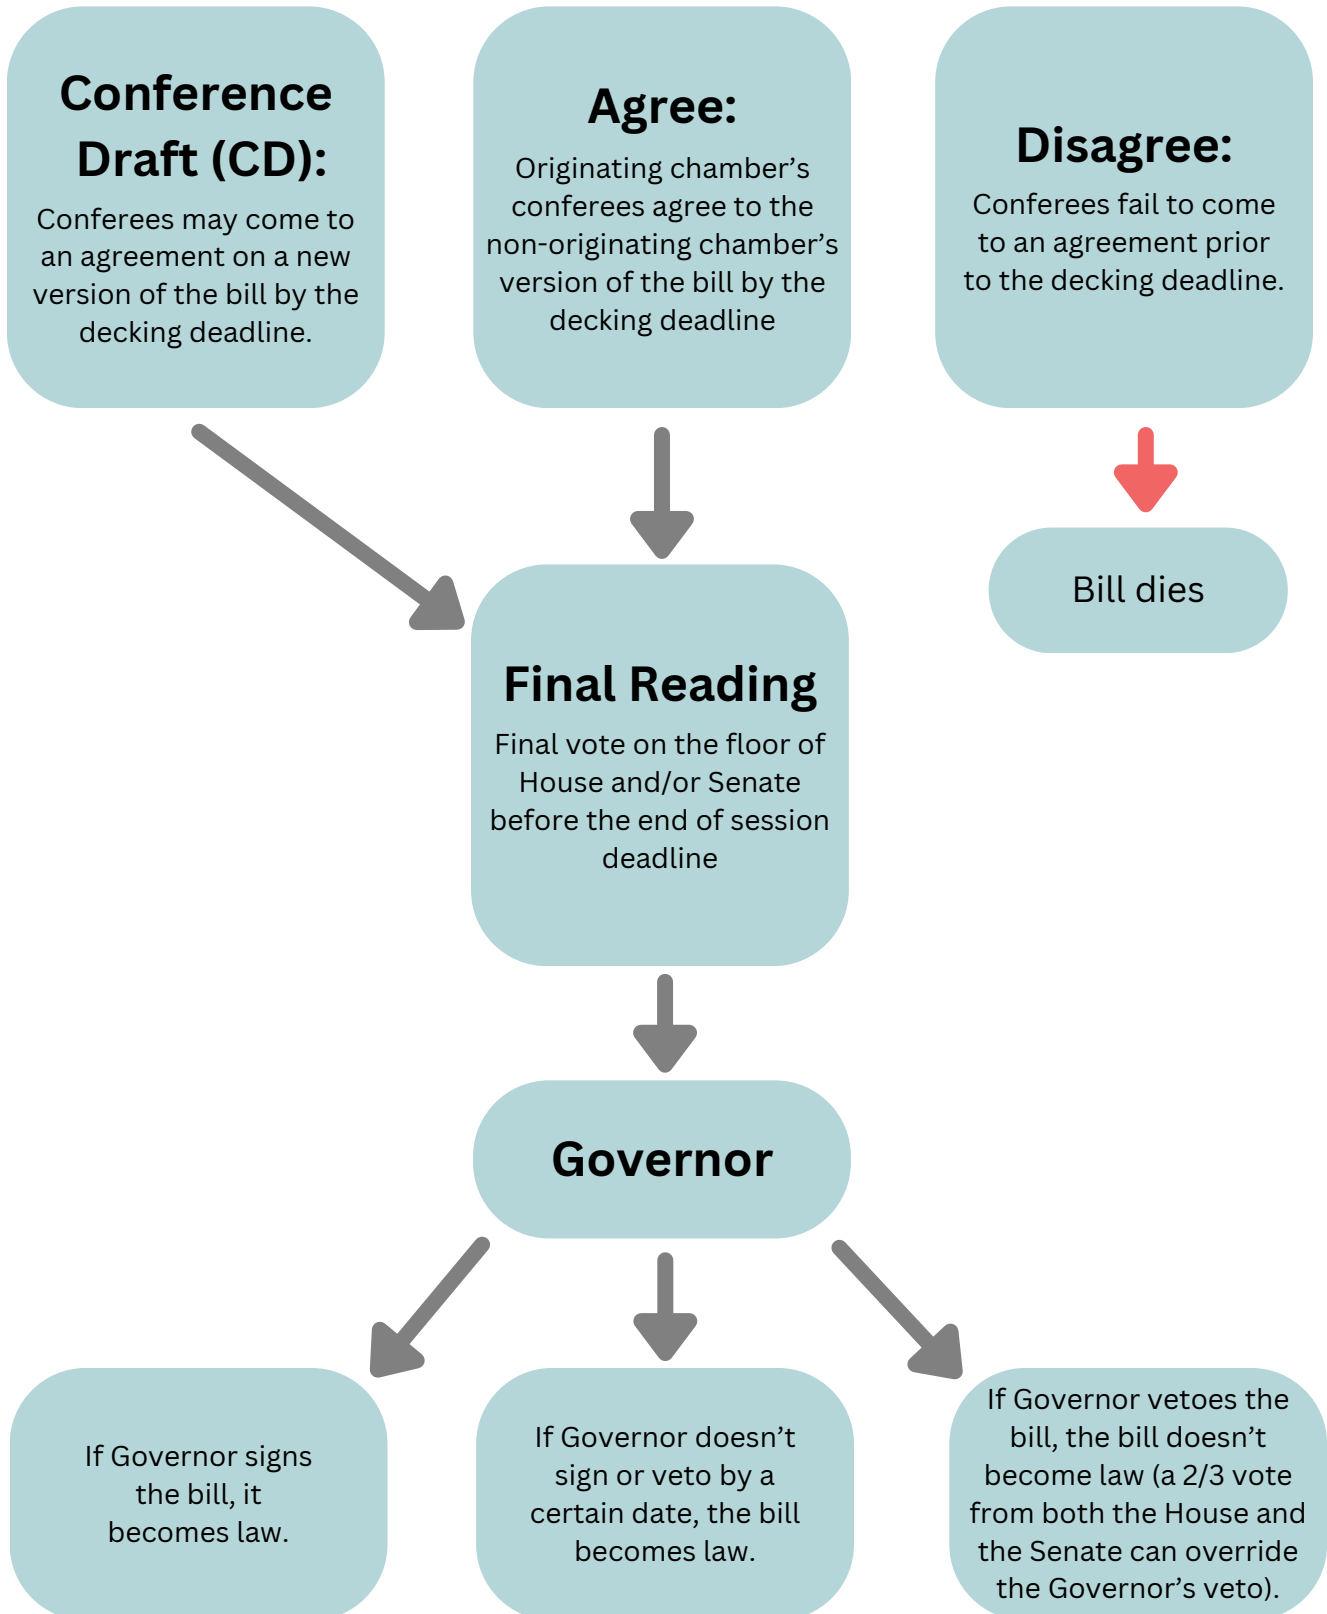 Conference
Draft (CD):
Conferees may come to
an agreement on a new
version of the bill by the
decking deadline.
Agree:
Originating chamber’s
conferees agree to the
non-originating chamber’s
version of the bill by the
decking deadline
Disagree:
Conferees fail to come
to an agreement prior
to the decking deadline.
Bill dies
Final Reading
Final vote on the floor of
House and/or Senate
before the end of session
deadline
Governor
If Governor signs
the bill, it
becomes law.
If Governor doesn’t
sign or veto by a
certain date, the bill
becomes law.
If Governor vetoes the
bill, the bill doesn’t
become law (a 2/3 vote
from both the House and
the Senate can override
the Governor’s veto).